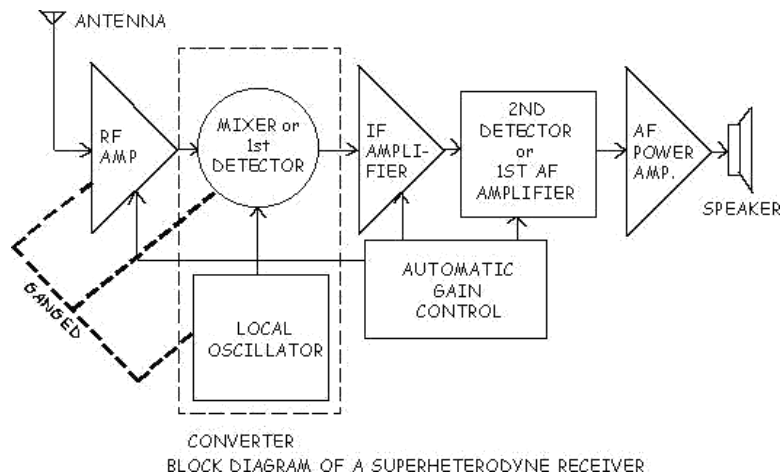 ANTENNA
RF
AMP
MIXER or
1st
DETECTOR
IF
AMPLI-
FIER
2ND
DETECTOR
or
1ST AF
AMPLIFIER
AF
POWER
AMP.
SPEAKER
GANGED
LOCAL
OSCILLATOR
AUTOMATIC
GAIN
CONTROL
CONVERTER
BLOCK DIAGRAM OF A SUPERHETERODYNE RECEIVER